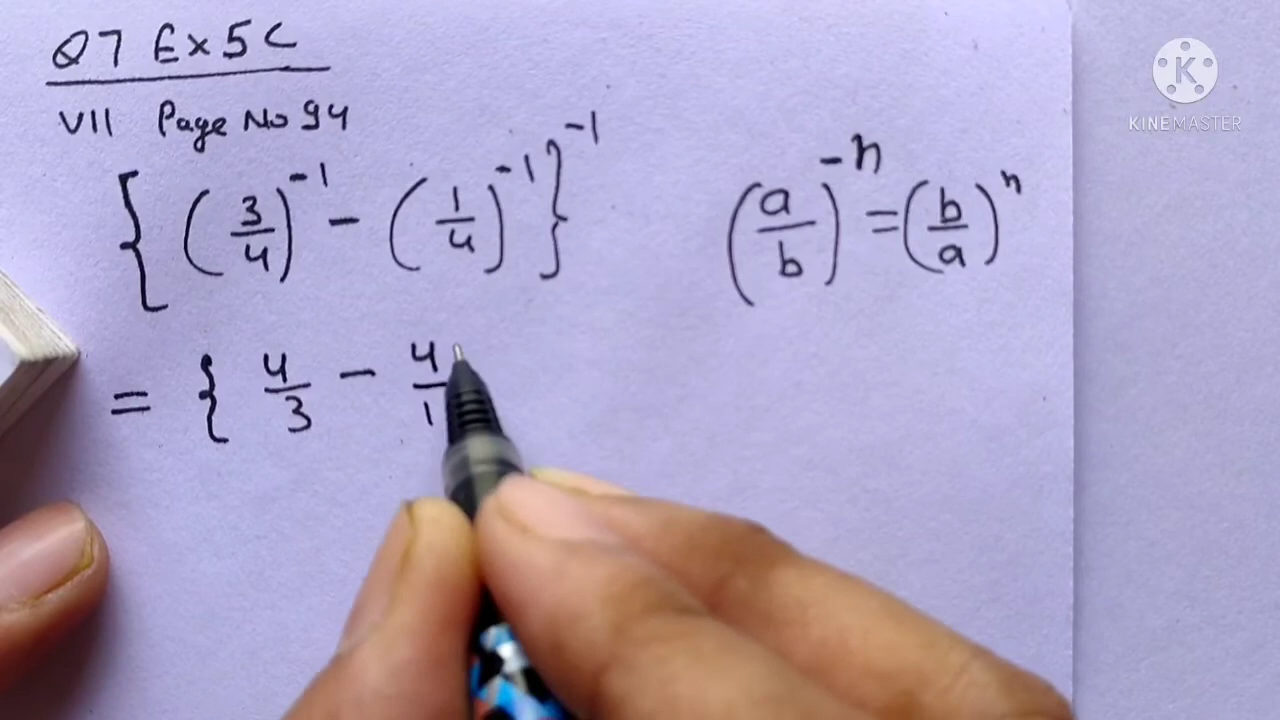 Q7 Ex 5C
VII Page No 94
{(3/4)^-1 - (1/4)^-1}^-1
(a/b)^-n = (b/a)^n
= { 4/3 - 4/1
KINEMASTER